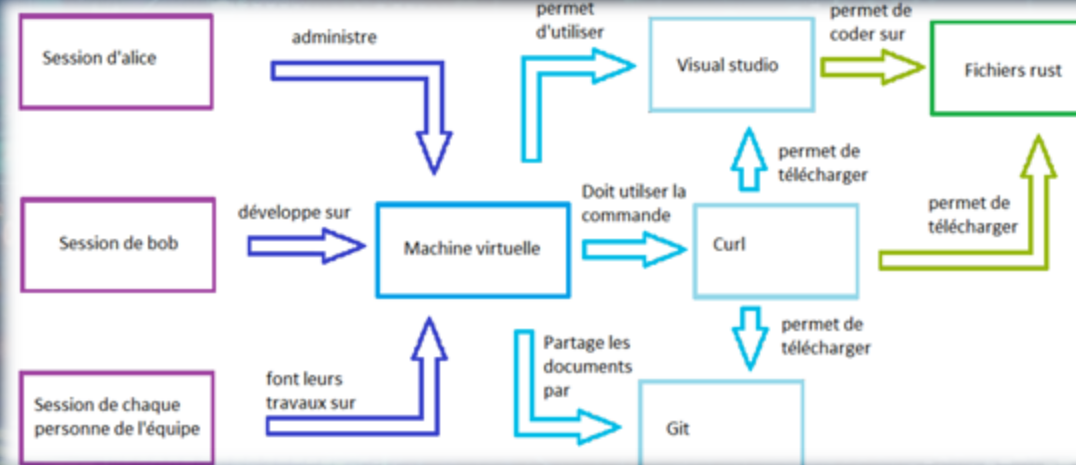 permet
d'utiliser
permet de
coder sur
Session d'alice
administre
Visual studio
Fichiers rust
permet de
télécharger
Doit utilser la
commande
permet de
télécharger
développe sur
Session de bob
Machine virtuelle
Curl
permet de
télécharger
Partage les
documents
par
font leurs
travaux sur
Session de chaque
personne de l'équipe
Git